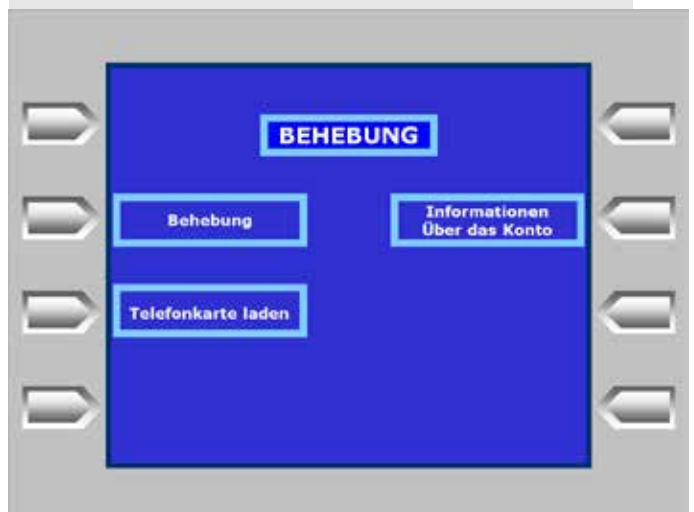 BEHEBUNG
Behebung
Informationen
Über das Konto
Telefonkarte laden